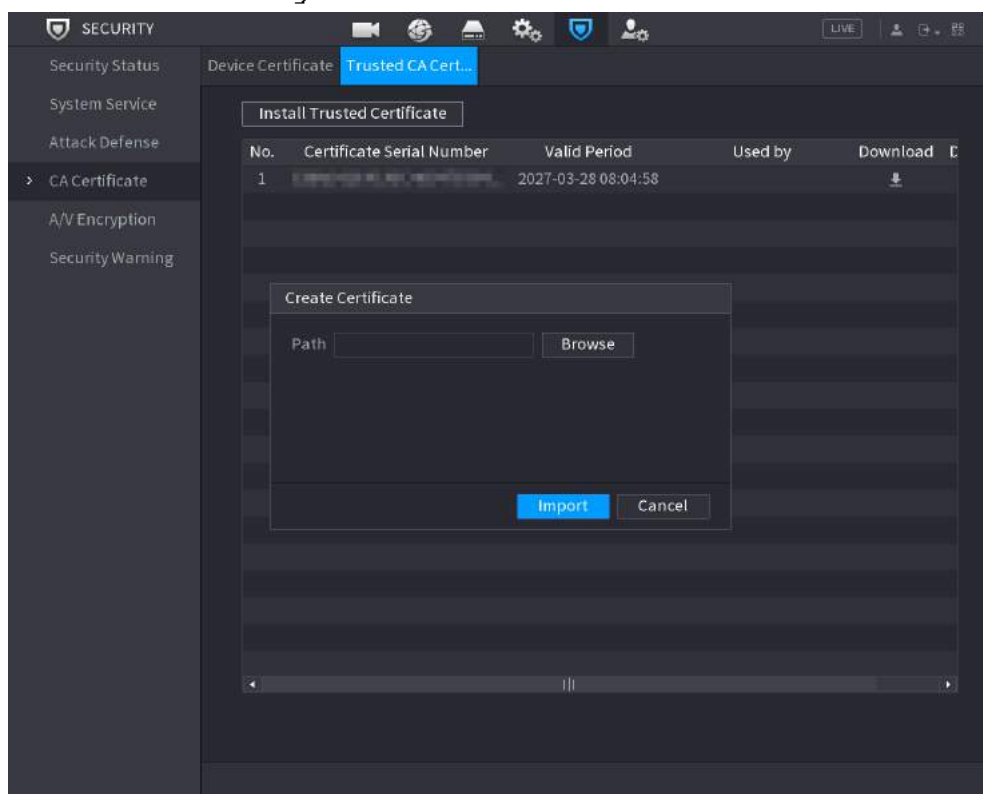 SECURITY
LIVE
Security Status
System Service
Attack Defense
CA Certificate
A/V Encryption
Security Warning
Device Certificate Trusted CA Cert...
Install Trusted Certificate
No. Certificate Serial Number Valid Period Used by Download
1 2027-03-28 08:04:58
Create Certificate
Path Browse
Import Cancel